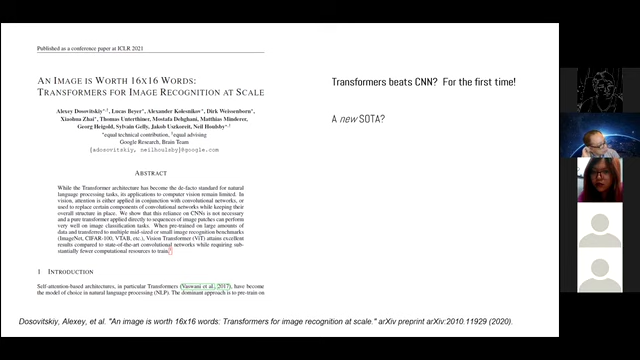 Published as a conference paper at ICLR 2021
AN IMAGE IS WORTH 16X16 WORDS:
TRANSFORMERS FOR IMAGE RECOGNITION AT SCALE
Alexey Dosovitskiy*,†, Lucas Beyer*, Alexander Kolesnikov*, Dirk Weissenborn*,
Xiaohua Zhai*, Thomas Unterthiner, Mostafa Dehghani, Matthias Minderer,
Georg Heigold, Sylvain Gelly, Jakob Uszkoreit, Neil Houlsby*,†
*equal technical contribution, †equal advising
Google Research, Brain Team
{adosovitskiy, neilhoulsby}@google.com
ABSTRACT
While the Transformer architecture has become the de-facto standard for natural
language processing tasks, its applications to computer vision remain limited. In
vision, attention is either applied in conjunction with convolutional networks, or
used to replace certain components of convolutional networks while keeping their
overall structure in place. We show that this reliance on CNNs is not necessary
and a pure transformer applied directly to sequences of image patches can perform
very well on image classification tasks. When pre-trained on large amounts of
data and transferred to multiple mid-sized or small image recognition benchmarks
(ImageNet, CIFAR-100, VTAB, etc.), Vision Transformer (ViT) attains excellent
results compared to state-of-the-art convolutional networks while requiring sub-
stantially fewer computational resources to train.
1 INTRODUCTION
Self-attention-based architectures, in particular Transformers (Vaswani et al., 2017), have become
the model of choice in natural language processing (NLP). The dominant approach is to pre-train on
Transformers beats CNN? For the first time!
A new SOTA?
Dosovitskiy, Alexey, et al. "An image is worth 16x16 words: Transformers for image recognition at scale." arXiv preprint arXiv:2010.11929 (2020).